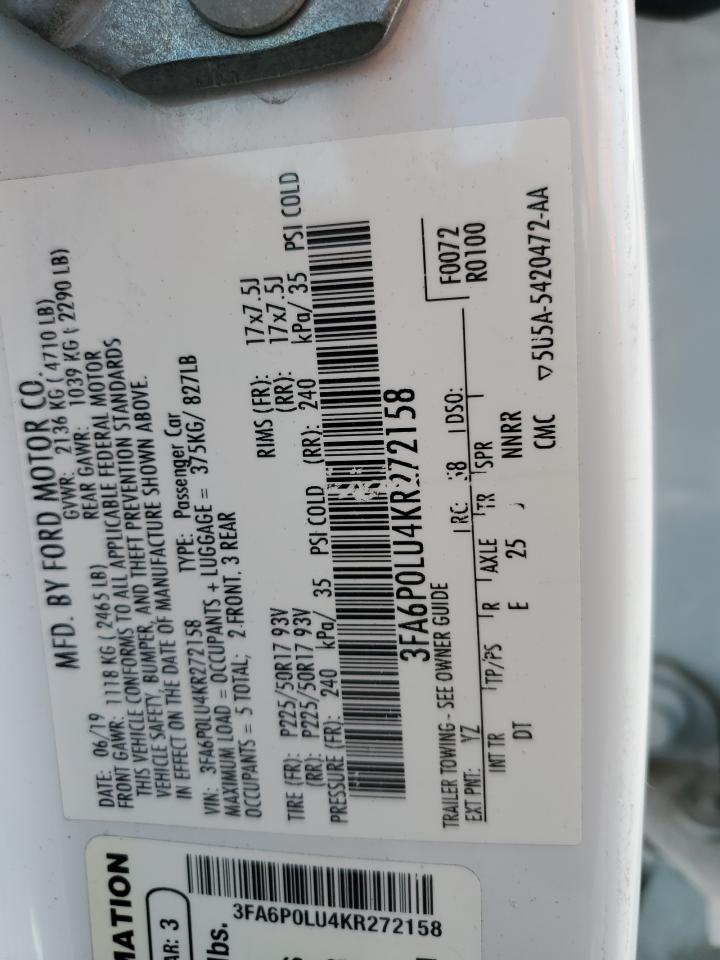 MFD. BY FORD MOTOR CO.
DATE: 06/19 GVWR: 2136 KG ( 4710 LB)
FRONT GAWR: 1118 KG ( 2465 LB) REAR GAWR: 1039 KG ( 2290 LB)
THIS VEHICLE CONFORMS TO ALL APPLICABLE FEDERAL MOTOR
VEHICLE SAFETY, BUMPER, AND THEFT PREVENTION STANDARDS
IN EFFECT ON THE DATE OF MANUFACTURE SHOWN ABOVE.
VIN: 3FA6P0LU4KR272158 TYPE: Passenger Car
MAXIMUM LOAD = OCCUPANTS + LUGGAGE = 375KG/ 827LB
OCCUPANTS = 5 TOTAL; 2 FRONT, 3 REAR
TIRE (FR): P225/50R17 93V RIMS (FR): 17x7.5J
(RR): P225/50R17 93V (RR): 17x7.5J
PRESSURE (FR): 240 kPa/ 35 PSI COLD (RR): 240 kPa/ 35 PSI COLD
3FA6P0LU4KR272158
TRAILER TOWING - SEE OWNER GUIDE
F0072
R0100
EXT PNT: YZ RC: 38 DSO:
INT TR TP/PS R AXLE TR SPR
DT E 25 J NNRR
CMC ▽5U5A-5420472-AA
MATION
AR: 3
lbs.
3FA6P0LU4KR272158